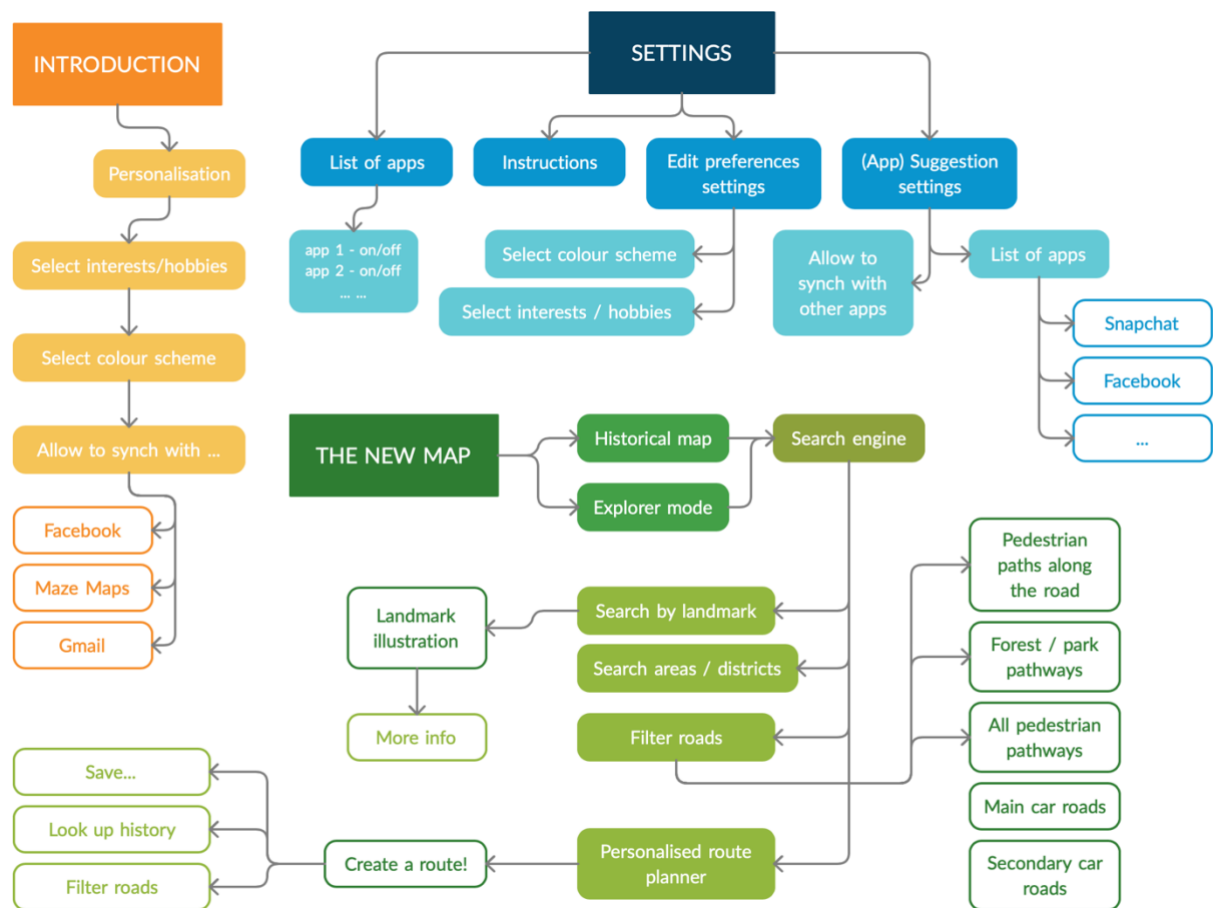 INTRODUCTION
Personalisation
Select interests/hobbies
Select colour scheme
Allow to synch with ...
Facebook
Maze Maps
Gmail
SETTINGS
List of apps
app 1 - on/off
app 2 - on/off
... ...
Instructions
Edit preferences
settings
Select colour scheme
Select interests / hobbies
(App) Suggestion
settings
Allow to
synch with
other apps
List of apps
Snapchat
Facebook
...
THE NEW MAP
Historical map
Explorer mode
Search engine
Search by landmark
Landmark
illustration
More info
Search areas / districts
Filter roads
Pedestrian
paths along
the road
Forest / park
pathways
All pedestrian
pathways
Main car roads
Secondary car
roads
Personalised route
planner
Create a route!
Save...
Look up history
Filter roads